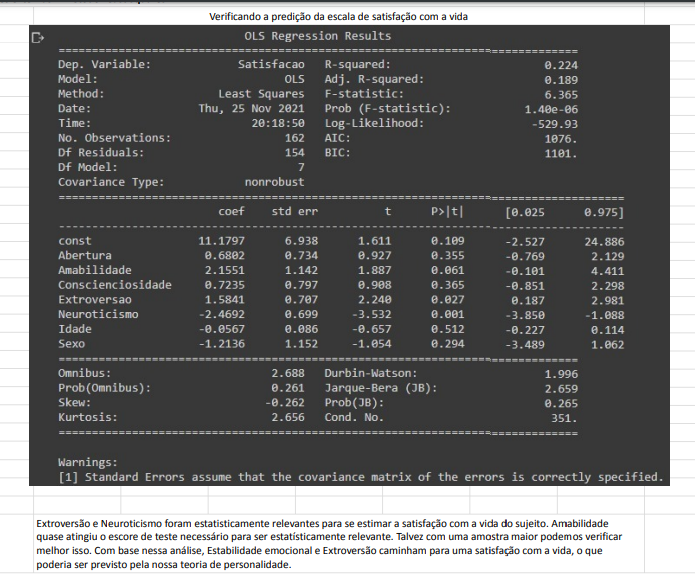 Verificando a predição da escala de satisfação com a vida
OLS Regression Results
==============================================================================
Dep. Variable: Satisfacao R-squared: 0.224
Model: OLS Adj. R-squared: 0.189
Method: Least Squares F-statistic: 6.365
Date: Thu, 25 Nov 2021 Prob (F-statistic): 1.40e-06
Time: 20:18:50 Log-Likelihood: -529.93
No. Observations: 162 AIC: 1076.
Df Residuals: 154 BIC: 1101.
Df Model: 7
Covariance Type: nonrobust
==============================================================================
coef std err t P>|t| [0.025 0.975]
------------------------------------------------------------------------------
const 11.1797 6.938 1.611 0.109 -2.527 24.886
Abertura 0.6802 0.734 0.927 0.355 -0.769 2.129
Amabilidade 2.1551 1.142 1.887 0.061 -0.101 4.411
Conscienciosidade 0.7235 0.797 0.908 0.365 -0.851 2.298
Extroversao 1.5841 0.707 2.240 0.027 0.187 2.981
Neuroticismo -2.4692 0.699 -3.532 0.001 -3.850 -1.088
Idade -0.0567 0.086 -0.657 0.512 -0.227 0.114
Sexo -1.2136 1.152 -1.054 0.294 -3.489 1.062
==============================================================================
Omnibus: 2.688 Durbin-Watson: 1.996
Prob(Omnibus): 0.261 Jarque-Bera (JB): 2.659
Skew: -0.262 Prob(JB): 0.265
Kurtosis: 2.656 Cond. No. 351.
==============================================================================
Warnings:
[1] Standard Errors assume that the covariance matrix of the errors is correctly specified.
Extroversão e Neuroticismo foram estatisticamente relevantes para se estimar a satisfação com a vida do sujeito. Amabilidade
quase atingiu o escore de teste necessário para ser estatísticamente relevante. Talvez com uma amostra maior podemos verificar
melhor isso. Com base nessa análise, Estabilidade emocional e Extroversão caminham para uma satisfação com a vida, o que
poderia ser previsto pela nossa teoria de personalidade.